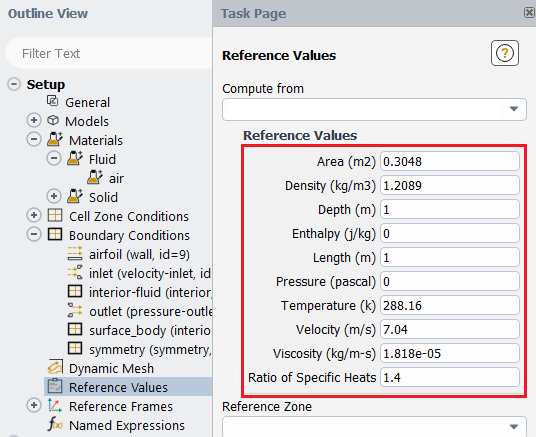 Outline View
Filter Text
Setup
General
Models
Materials
Fluid
air
Solid
Cell Zone Conditions
Boundary Conditions
airfoil (wall, id=9)
inlet (velocity-inlet, id
interior-fluid (interior,
outlet (pressure-outle
surface_body (interio
symmetry (symmetry,
Dynamic Mesh
Reference Values
Reference Frames
Named Expressions
Task Page
Reference Values
?
Compute from
Reference Values
Area (m2) 0.3048
Density (kg/m3) 1.2089
Depth (m) 1
Enthalpy (j/kg) 0
Length (m) 1
Pressure (pascal) 0
Temperature (k) 288.16
Velocity (m/s) 7.04
Viscosity (kg/m-s) 1.818e-05
Ratio of Specific Heats 1.4
Reference Zone